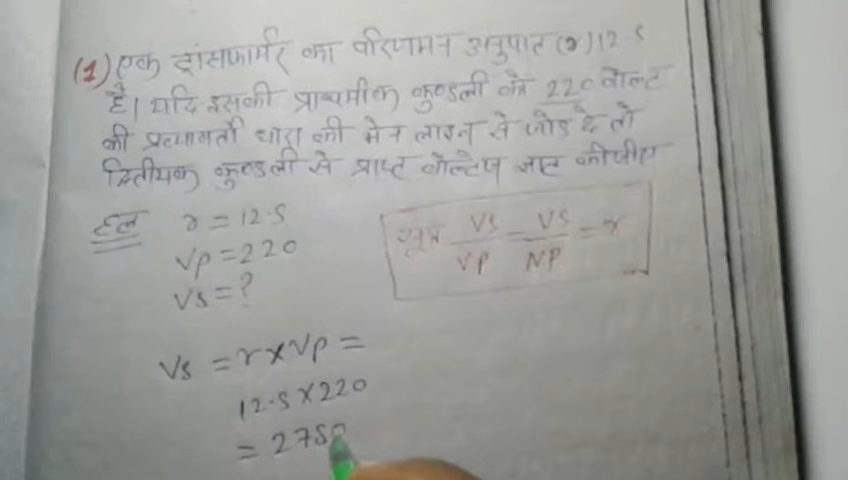 (1) एक ट्रांसफार्मर का परिणमन अनुपात (r) 12.5
है। यदि इसकी प्राथमीक कुण्डली को 220 वोल्ट
की प्रत्यावर्ती धारा की मेन लाइन से जोड दे तो
द्वितीयक कुण्डली से प्राप्त वोल्टेज ज्ञात कीजीए
हल r = 12.5
VP = 220
VS = ?
सूत्र VS/VP = VS/NP = r
VS = r x VP =
12.5 x 220
= 2750